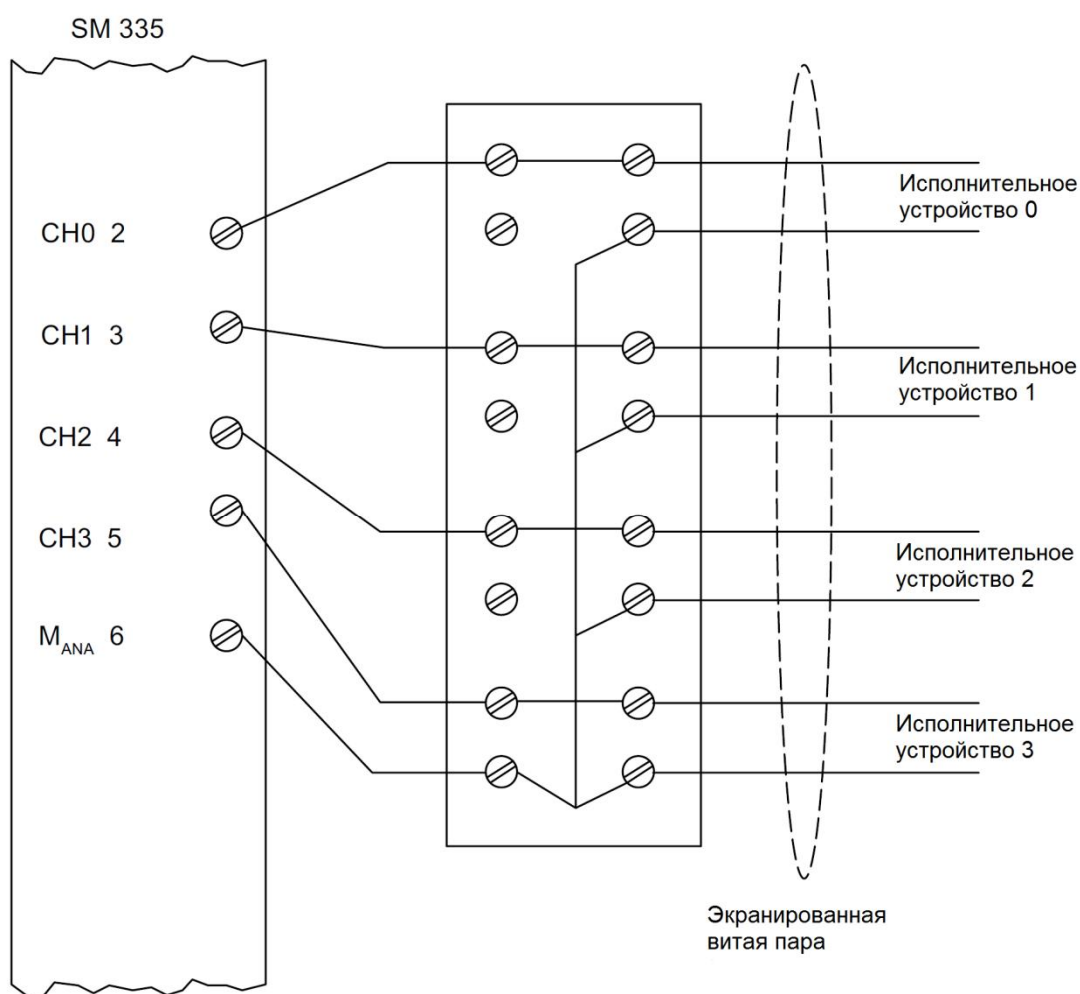 SM 335
CH0 2
CH1 3
CH2 4
CH3 5
MANA 6
Исполнительное
устройство 0
Исполнительное
устройство 1
Исполнительное
устройство 2
Исполнительное
устройство 3
Экранированная
витая пара